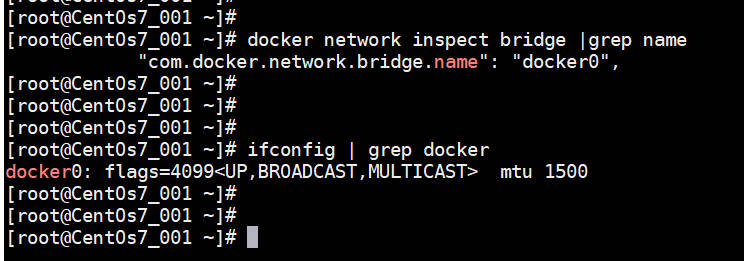 [root@CentOs7_001 ~]#
[root@CentOs7_001 ~]#
[root@CentOs7_001 ~]# docker network inspect bridge |grep name
            "com.docker.network.bridge.name": "docker0",
[root@CentOs7_001 ~]#
[root@CentOs7_001 ~]#
[root@CentOs7_001 ~]#
[root@CentOs7_001 ~]# ifconfig | grep docker
docker0: flags=4099<UP,BROADCAST,MULTICAST>  mtu 1500
[root@CentOs7_001 ~]#
[root@CentOs7_001 ~]#
[root@CentOs7_001 ~]#